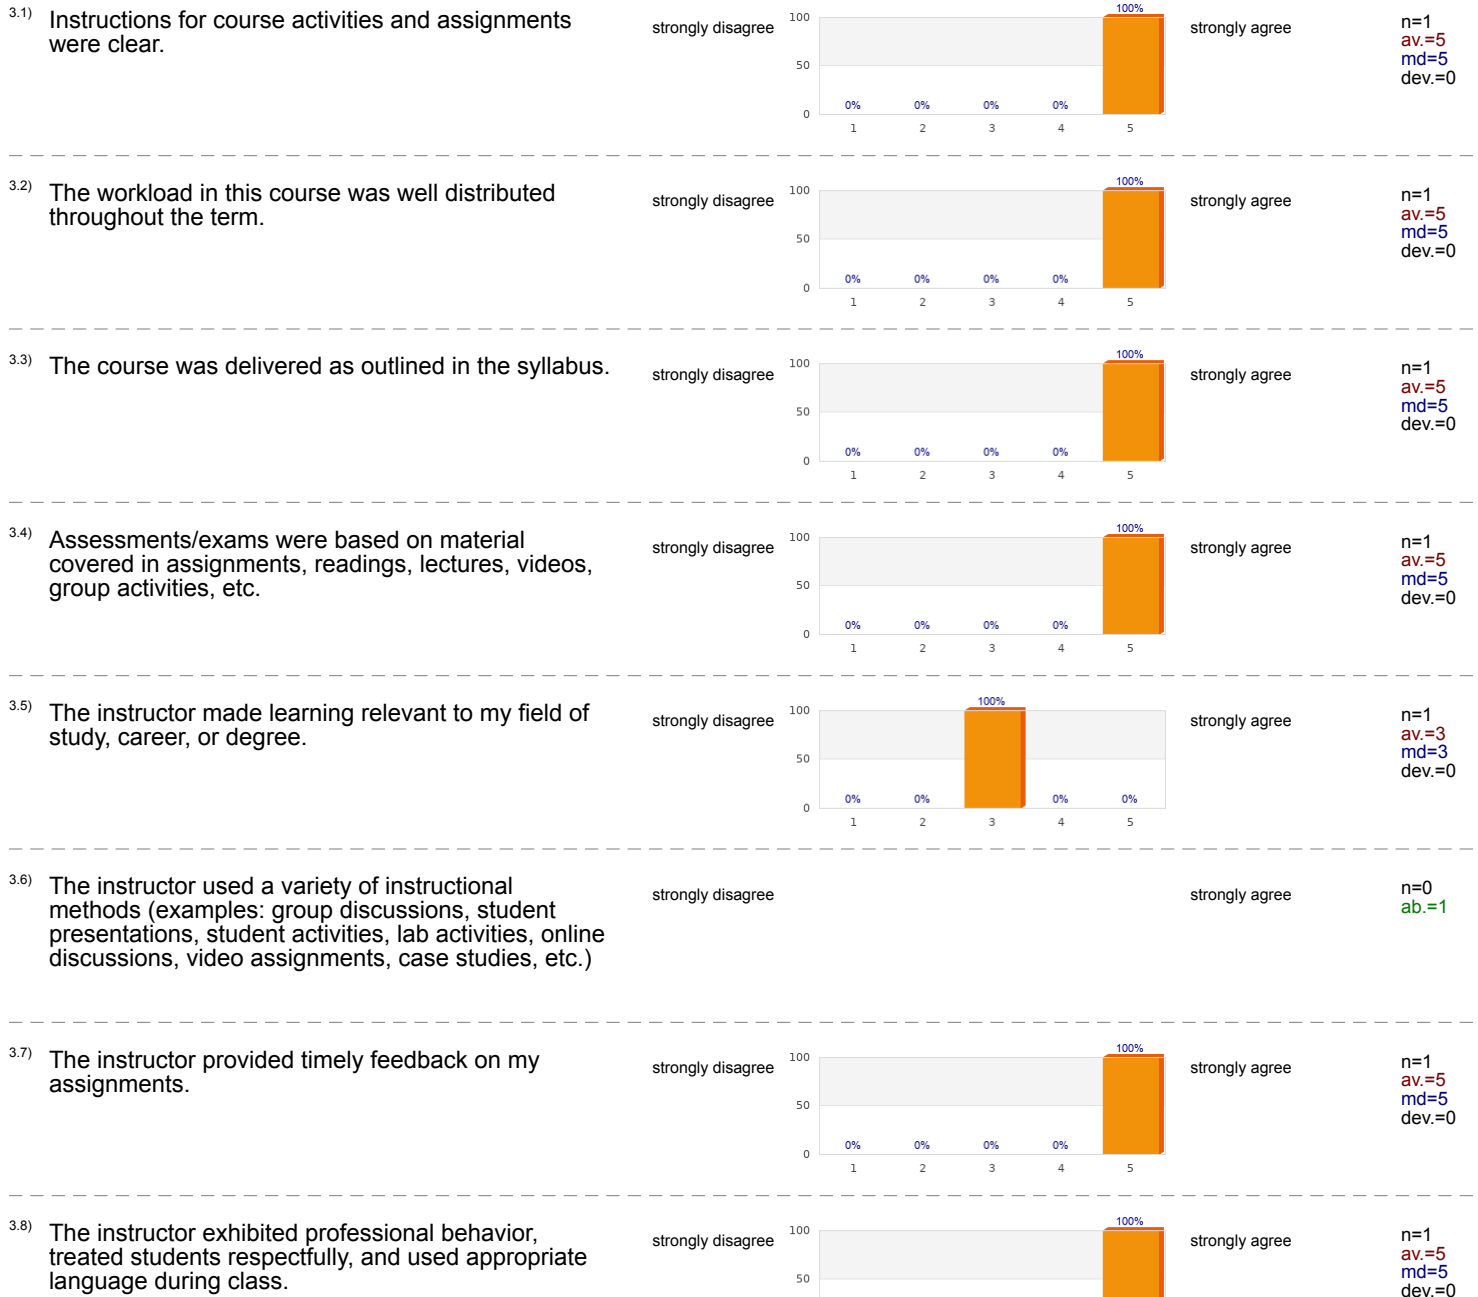 3.1) Instructions for course activities and assignments
were clear.
strongly disagree
100
50
0
0% 0% 0% 0% 100%
1 2 3 4 5
strongly agree
n=1
av.=5
md=5
dev.=0
3.2) The workload in this course was well distributed
throughout the term.
strongly disagree
100
50
0
0% 0% 0% 0% 100%
1 2 3 4 5
strongly agree
n=1
av.=5
md=5
dev.=0
3.3) The course was delivered as outlined in the syllabus.
strongly disagree
100
50
0
0% 0% 0% 0% 100%
1 2 3 4 5
strongly agree
n=1
av.=5
md=5
dev.=0
3.4) Assessments/exams were based on material
covered in assignments, readings, lectures, videos,
group activities, etc.
strongly disagree
100
50
0
0% 0% 0% 0% 100%
1 2 3 4 5
strongly agree
n=1
av.=5
md=5
dev.=0
3.5) The instructor made learning relevant to my field of
study, career, or degree.
strongly disagree
100
50
0
0% 0% 100% 0% 0%
1 2 3 4 5
strongly agree
n=1
av.=3
md=3
dev.=0
3.6) The instructor used a variety of instructional
methods (examples: group discussions, student
presentations, student activities, lab activities, online
discussions, video assignments, case studies, etc.)
strongly disagree
strongly agree
n=0
ab.=1
3.7) The instructor provided timely feedback on my
assignments.
strongly disagree
100
50
0
0% 0% 0% 0% 100%
1 2 3 4 5
strongly agree
n=1
av.=5
md=5
dev.=0
3.8) The instructor exhibited professional behavior,
treated students respectfully, and used appropriate
language during class.
strongly disagree
100
50
100%
strongly agree
n=1
av.=5
md=5
dev.=0